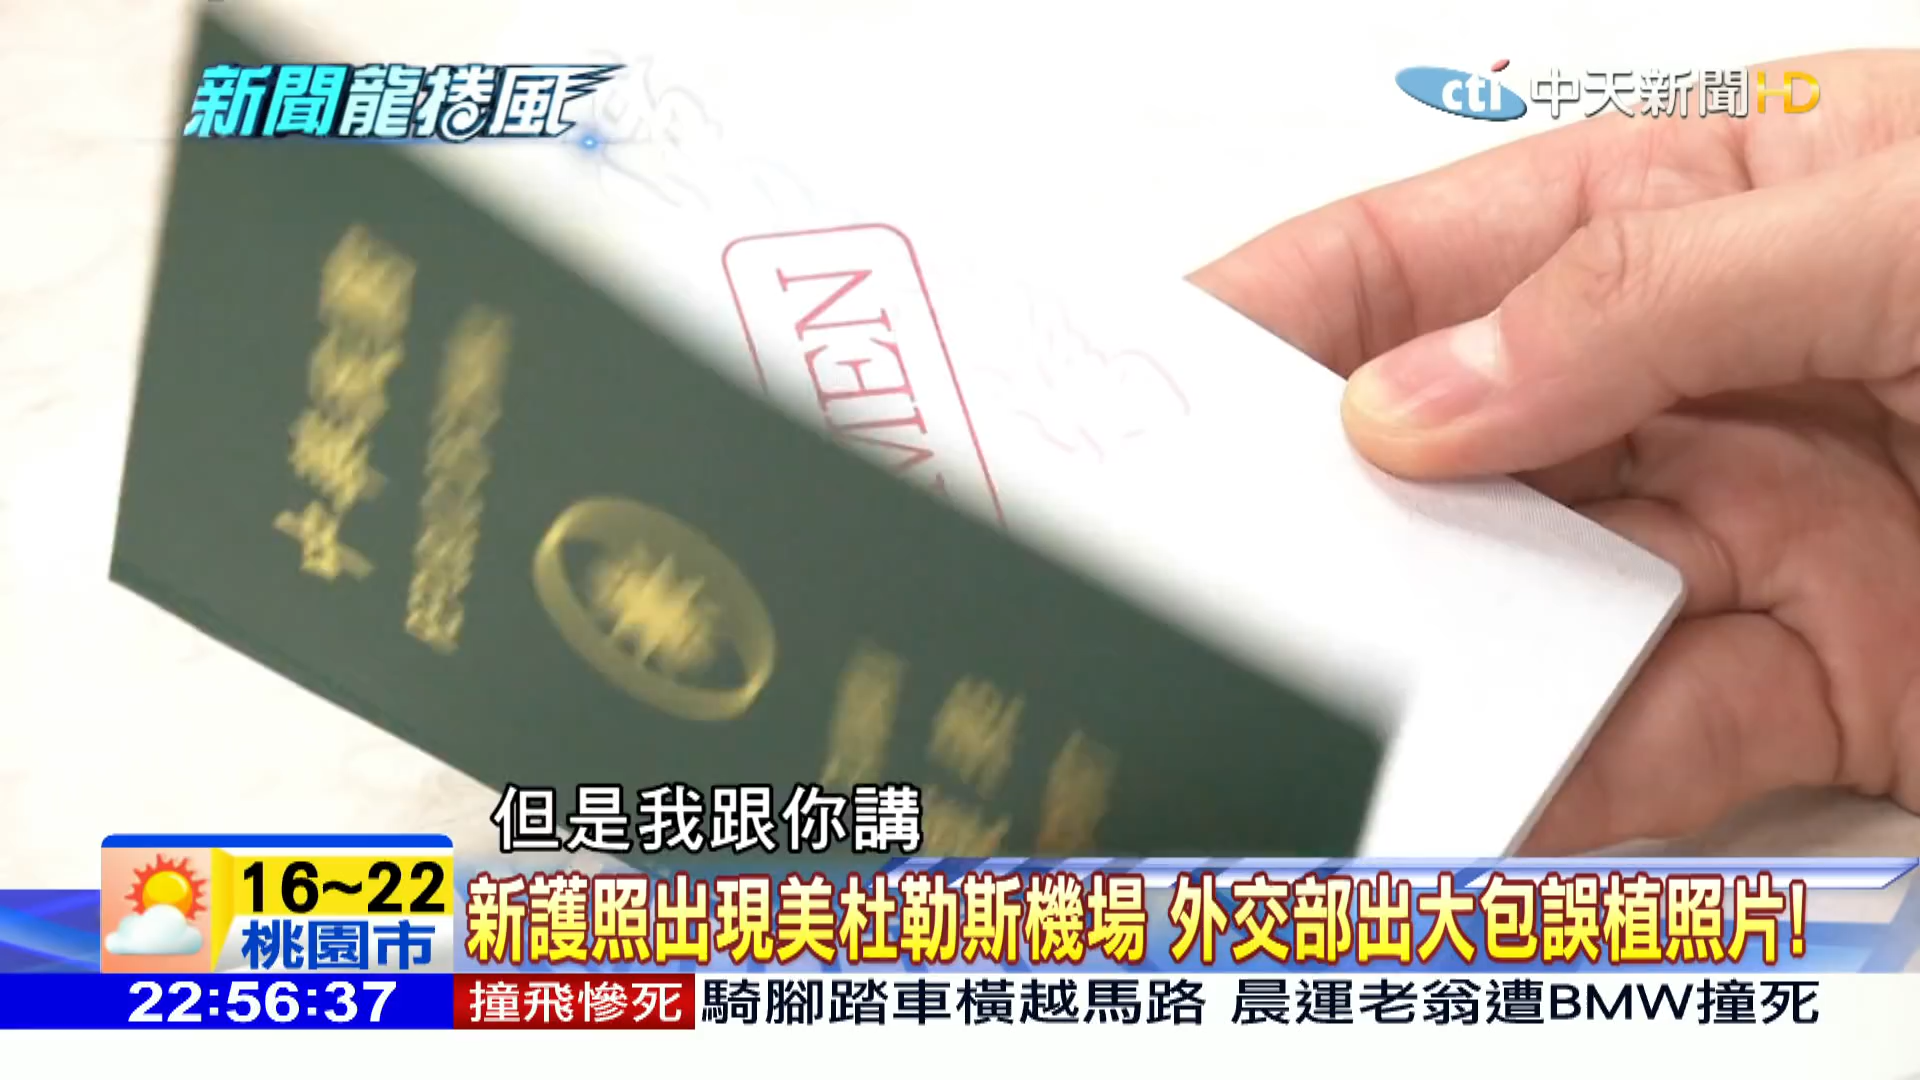 新聞龍捲風
cti 中天新聞HD
MEN
但是我跟你講
16~22
桃園市
新護照出現美杜勒斯機場 外交部出大包誤植照片!
22:56:37
撞飛慘死 騎腳踏車橫越馬路 晨運老翁遭BMW撞死